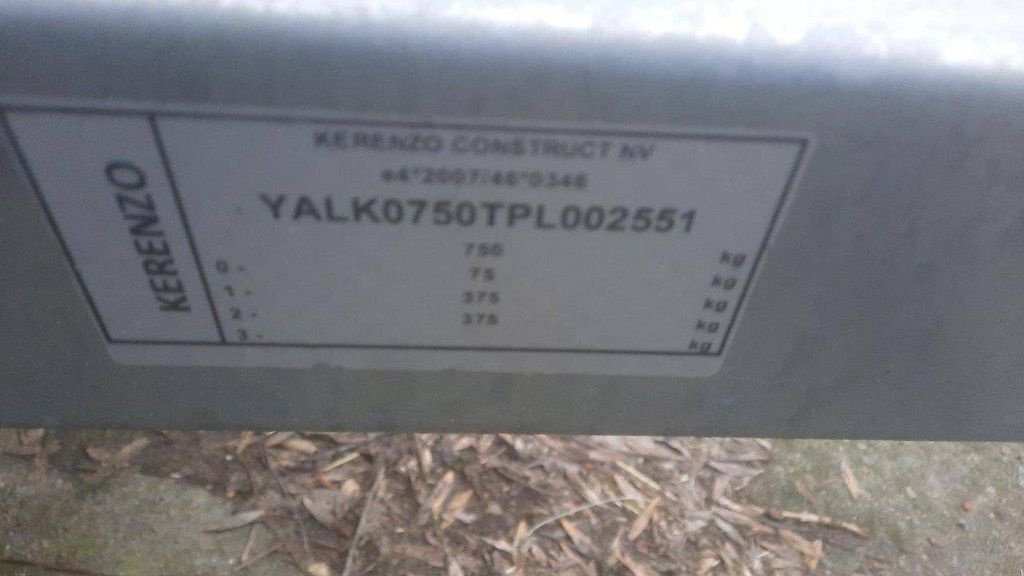 KERENZO
KERENZO CONSTRUCT NV
e4*2007/46*0346
YALK0750TPL002551
750 kg
0 - 75 kg
1 - 375 kg
2 - 375 kg
3 - kg